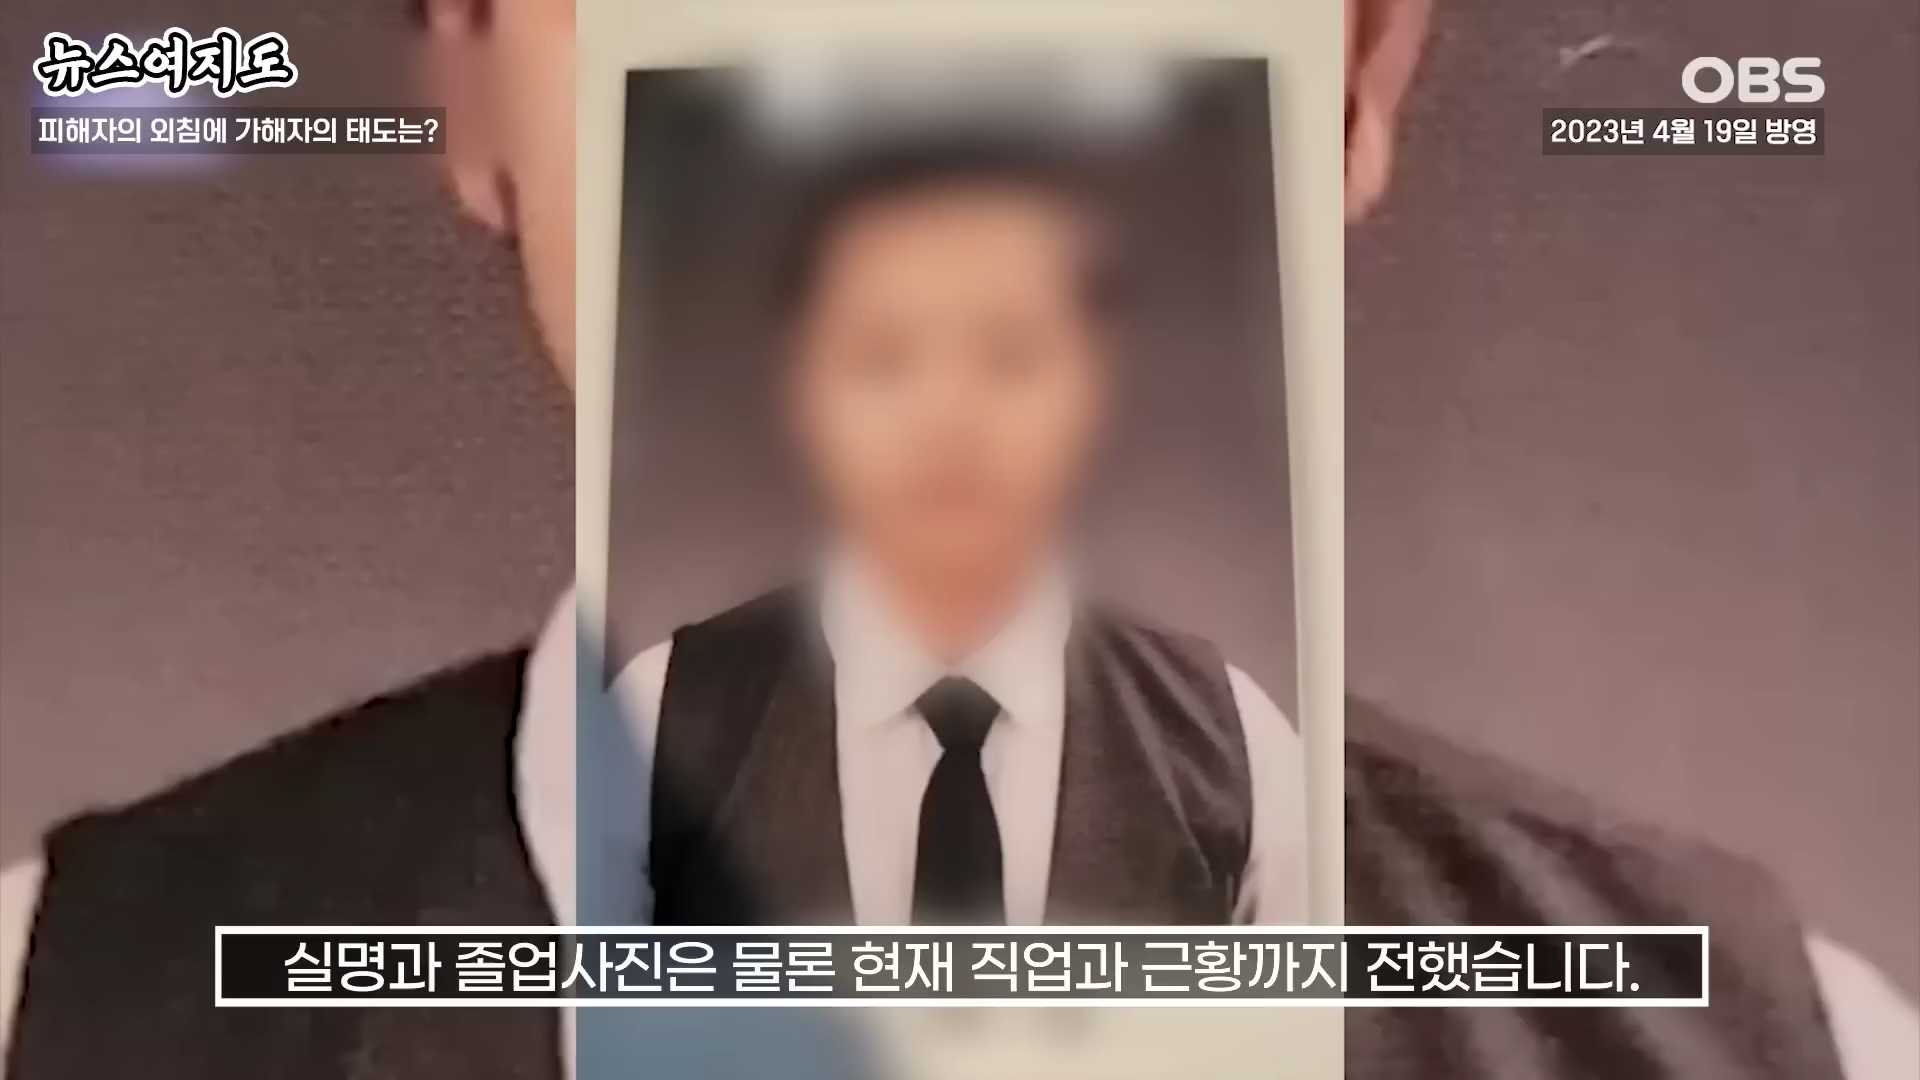 뉴스여지도
OBS
피해자의 외침에 가해자의 태도는?
2023년 4월 19일 방영
실명과 졸업사진은 물론 현재 직업과 근황까지 전했습니다.